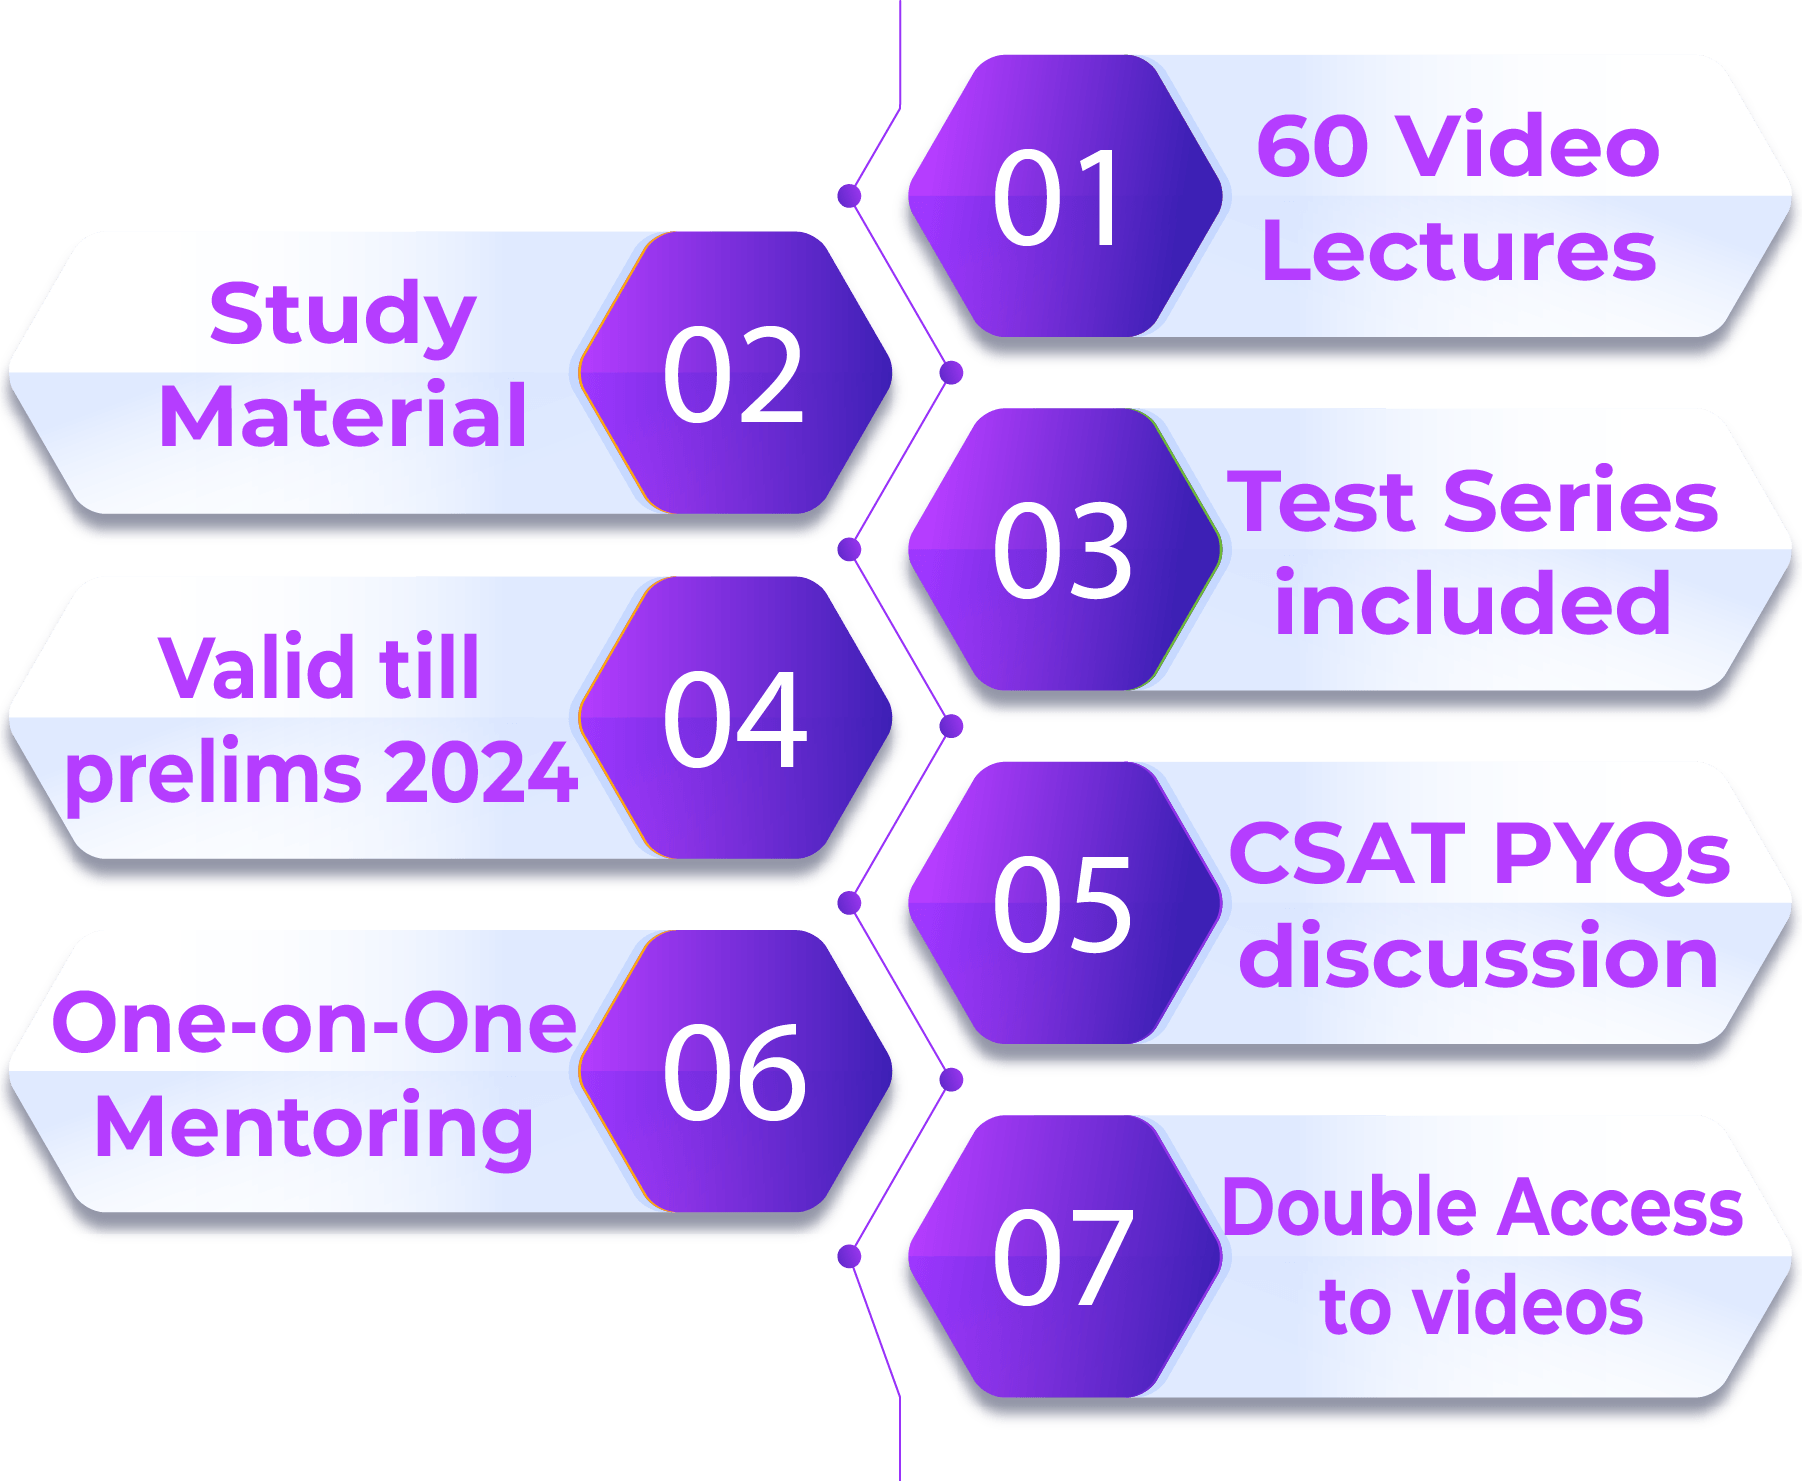 01
60 Video
Lectures
02
Study
Material
03
Test Series
included
04
Valid till
prelims 2024
05
CSAT PYQs
discussion
06
One-on-One
Mentoring
07
Double Access
to videos